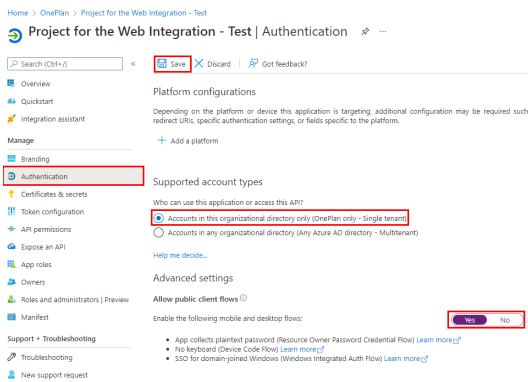 Home > OnePlan > Project for the Web Integration - Test
Project for the Web Integration - Test | Authentication
Search (Ctrl+/)
Save Discard Got feedback?
Overview
Quickstart
Integration assistant
Manage
Branding
Authentication
Certificates & secrets
Token configuration
API permissions
Expose an API
App roles
Owners
Roles and administrators | Preview
Manifest
Support + Troubleshooting
Troubleshooting
New support request
Platform configurations
Depending on the platform or device this application is targeting, additional configuration may be required such
redirect URIs, specific authentication settings, or fields specific to the platform.
Add a platform
Supported account types
Who can use this application or access this API?
Accounts in this organizational directory only (OnePlan only - Single tenant)
Accounts in any organizational directory (Any Azure AD directory - Multitenant)
Help me decide...
Advanced settings
Allow public client flows
Enable the following mobile and desktop flows:
Yes No
App collects plaintext password (Resource Owner Password Credential Flow) Learn more
No keyboard (Device Code Flow) Learn more
SSO for domain-joined Windows (Windows Integrated Auth Flow) Learn more